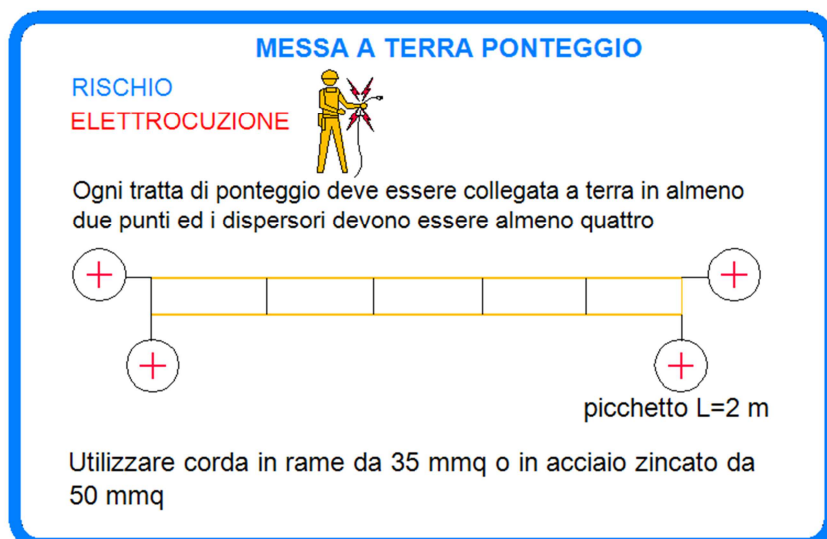 MESSA A TERRA PONTEGGIO
RISCHIO
ELETTROCUZIONE
Ogni tratta di ponteggio deve essere collegata a terra in almeno
due punti ed i dispersori devono essere almeno quattro
picchetto L=2 m
Utilizzare corda in rame da 35 mmq o in acciaio zincato da
50 mmq